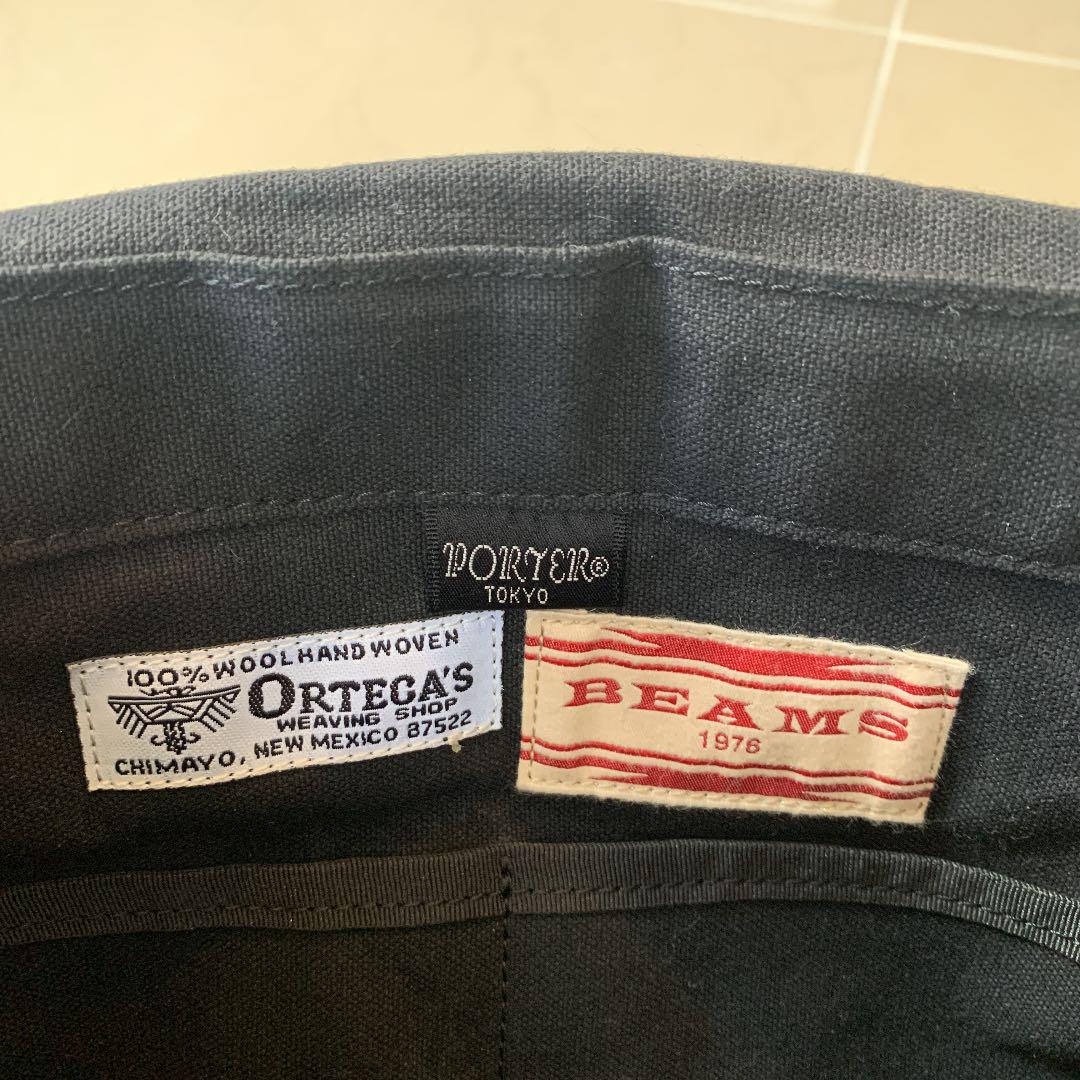 PORTER®
TOKYO
100% WOOL HAND WOVEN
ORTEGA'S
WEAVING SHOP
CHIMAYO, NEW MEXICO 87522
BEAMS
1976